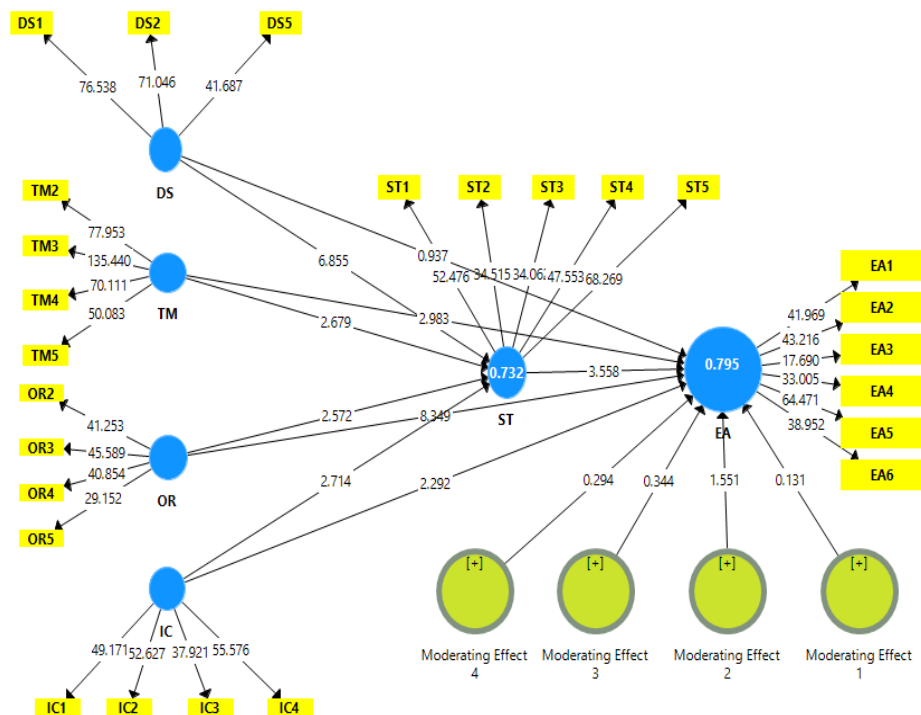 DS1
DS2
DS5
76.538
71.046
41.687
DS
TM2
TM3
TM4
TM5
77.953
135.440
70.111
50.083
TM
ST1
ST2
ST3
ST4
ST5
52.476
34.515
34.062
47.553
68.269
0.937
6.855
2.983
2.679
0.732
ST
3.558
0.795
EA
EA1
EA2
EA3
EA4
EA5
EA6
41.969
43.216
17.690
33.005
64.471
38.952
OR2
OR3
OR4
OR5
41.253
45.589
40.854
29.152
OR
2.572
8.349
2.714
2.292
0.294
0.344
1.551
0.131
IC
49.171
52.627
37.921
55.576
IC1
IC2
IC3
IC4
[+]
[+]
[+]
[+]
Moderating Effect
4
Moderating Effect
3
Moderating Effect
2
Moderating Effect
1